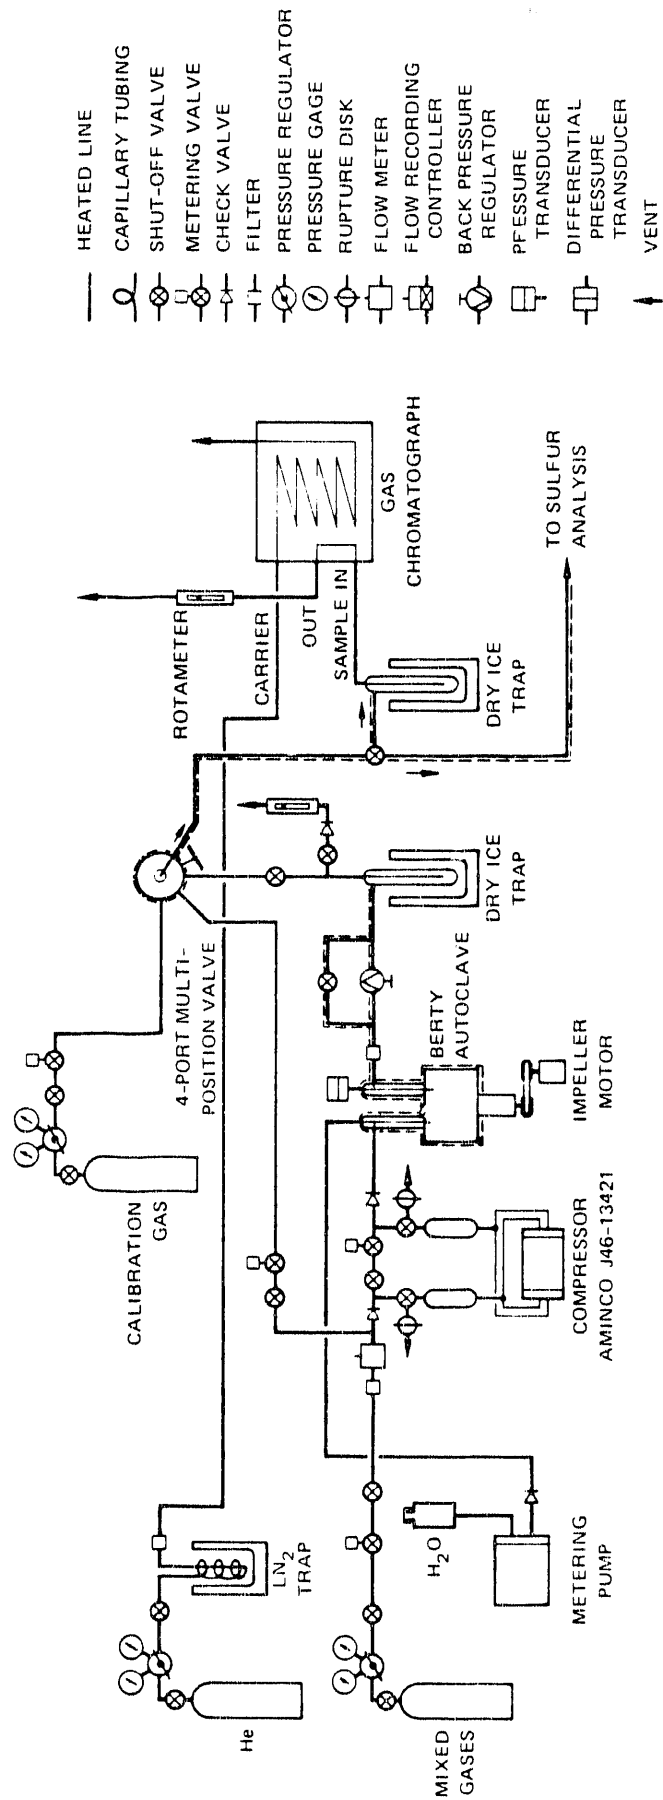 He
LN2
TRAP
MIXED
GASES
H2O
METERING
PUMP
CALIBRATION
GAS
4-PORT MULTI-
POSITION VALVE
COMPRESSOR
AMINCO J46-13421
BERTY
AUTOCLAVE
IMPELLER
MOTOR
DRY ICE
TRAP
ROTAMETER
CARRIER
OUT
SAMPLE IN
DRY ICE
TRAP
GAS
CHROMATOGRAPH
TO SULFUR
ANALYSIS
HEATED LINE
CAPILLARY TUBING
SHUT-OFF VALVE
METERING VALVE
CHECK VALVE
FILTER
PRESSURE REGULATOR
PRESSURE GAGE
RUPTURE DISK
FLOW METER
FLOW RECORDING
CONTROLLER
BACK PRESSURE
REGULATOR
PFESSURE
TRANSDUCER
DIFFERENTIAL
PRESSURE
TRANSDUCER
VENT